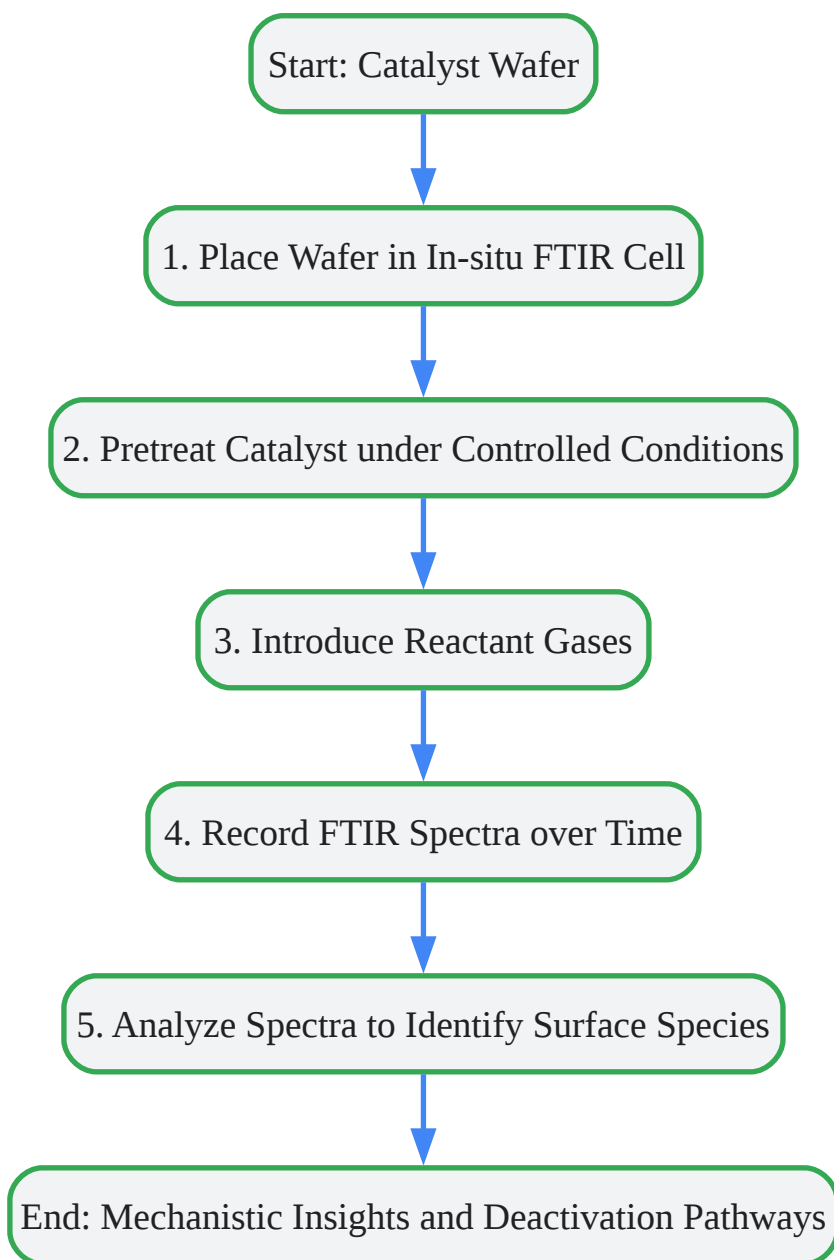 Start: Catalyst Wafer
1. Place Wafer in In-situ FTIR Cell
2. Pretreat Catalyst under Controlled Conditions
3. Introduce Reactant Gases
4. Record FTIR Spectra over Time
5. Analyze Spectra to Identify Surface Species
End: Mechanistic Insights and Deactivation Pathways